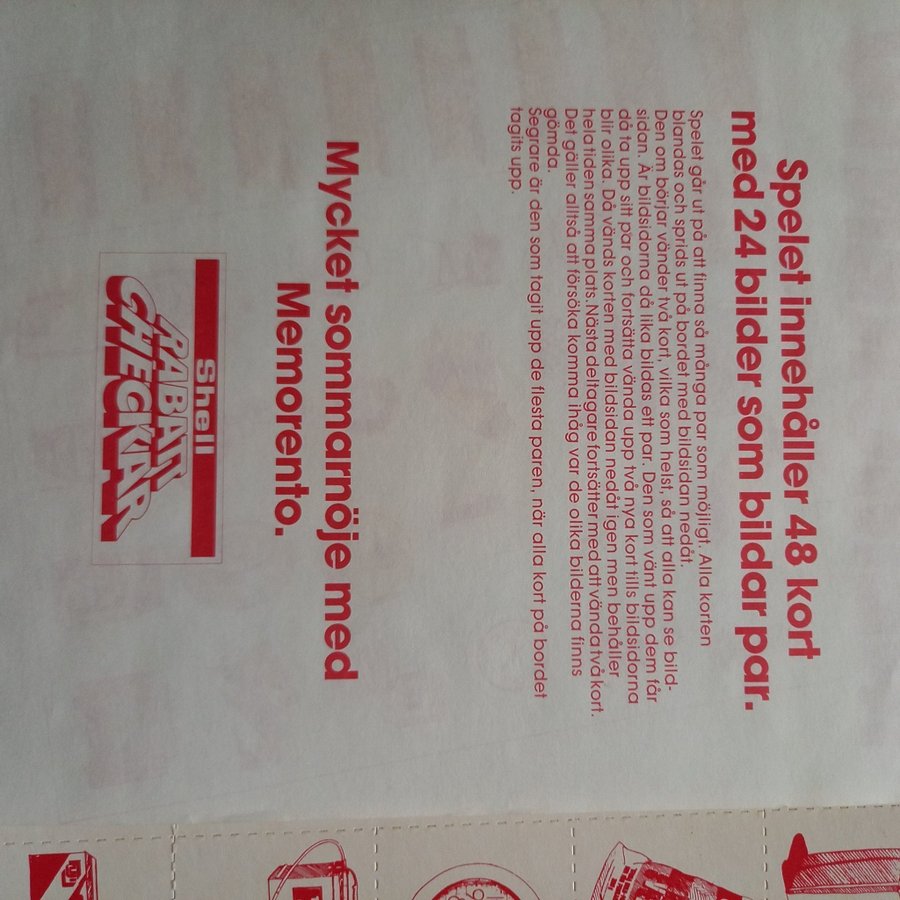 Spelet innehåller 48 kort
med 24 bilder som bildar par.
Spelet går ut på att finna så många par som möjligt. Alla korten
blandas och sprids ut på bordet med bildsidan nedåt.
Den om börjar vänder två kort, vilka som helst, så att alla kan se bild-
sidan. Är bildsidorna då lika bildas ett par. Den som vänt upp dem får
då ta upp sitt par och fortsätta vända upp två nya kort tills bildsidorna
blir olika. Då vänds korten med bildsidan nedåt igen men behåller
hela tiden samma plats. Nästa deltagare fortsätter med att vända två kort.
Det gäller alltså att försöka komma ihåg var de olika bilderna finns
gömda.
Segrare är den som tagit upp de flesta paren, när alla kort på bordet
tagits upp.
Mycket sommarnöje med
Memorento.
Shell
RABATT
CHECKAR